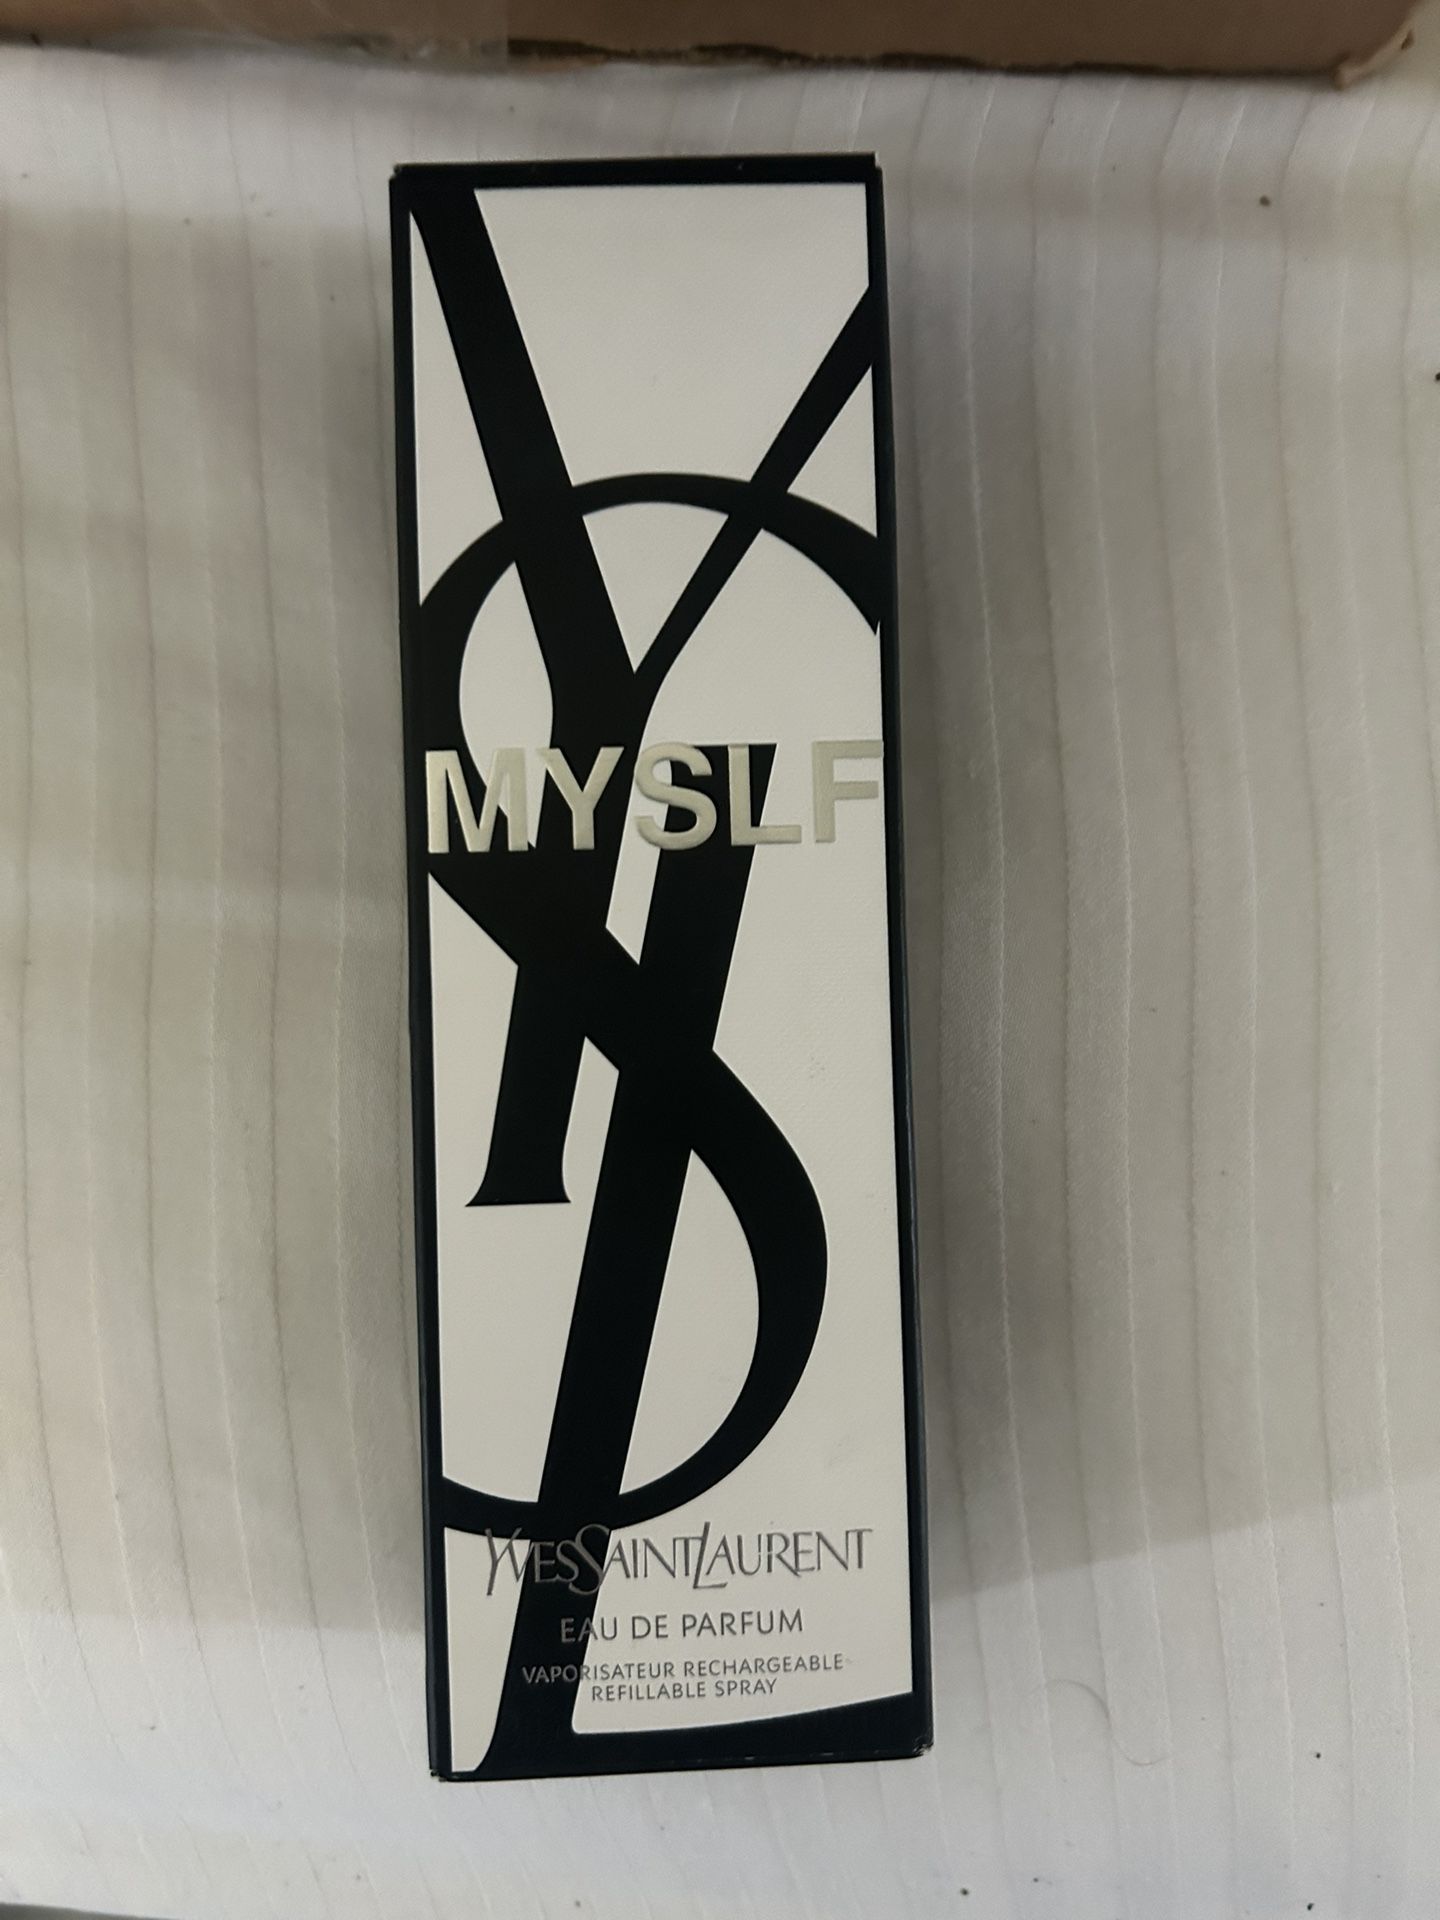 MYSLF
YVESSAINTLAURENT
EAU DE PARFUM
VAPORISATEUR RECHARGEABLE
REFILLABLE SPRAY